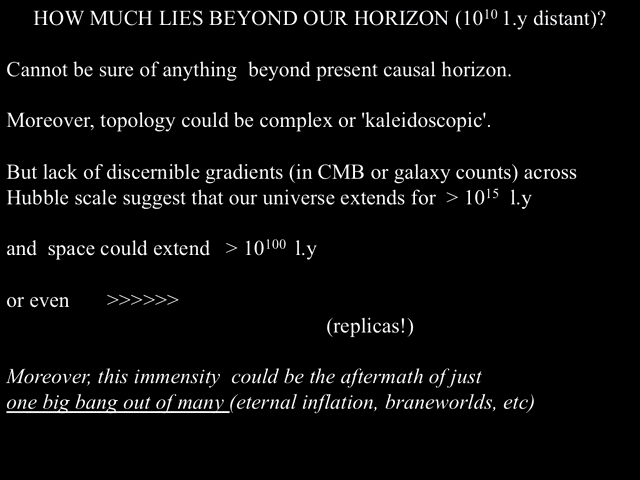 HOW MUCH LIES BEYOND OUR HORIZON (10¹⁰ l.y distant)?
Cannot be sure of anything beyond present causal horizon.
Moreover, topology could be complex or 'kaleidoscopic'.
But lack of discernible gradients (in CMB or galaxy counts) across
Hubble scale suggest that our universe extends for > 10¹⁵ l.y
and space could extend > 10¹⁰⁰ l.y
or even >>>>>>
(replicas!)
Moreover, this immensity could be the aftermath of just
one big bang out of many (eternal inflation, braneworlds, etc)